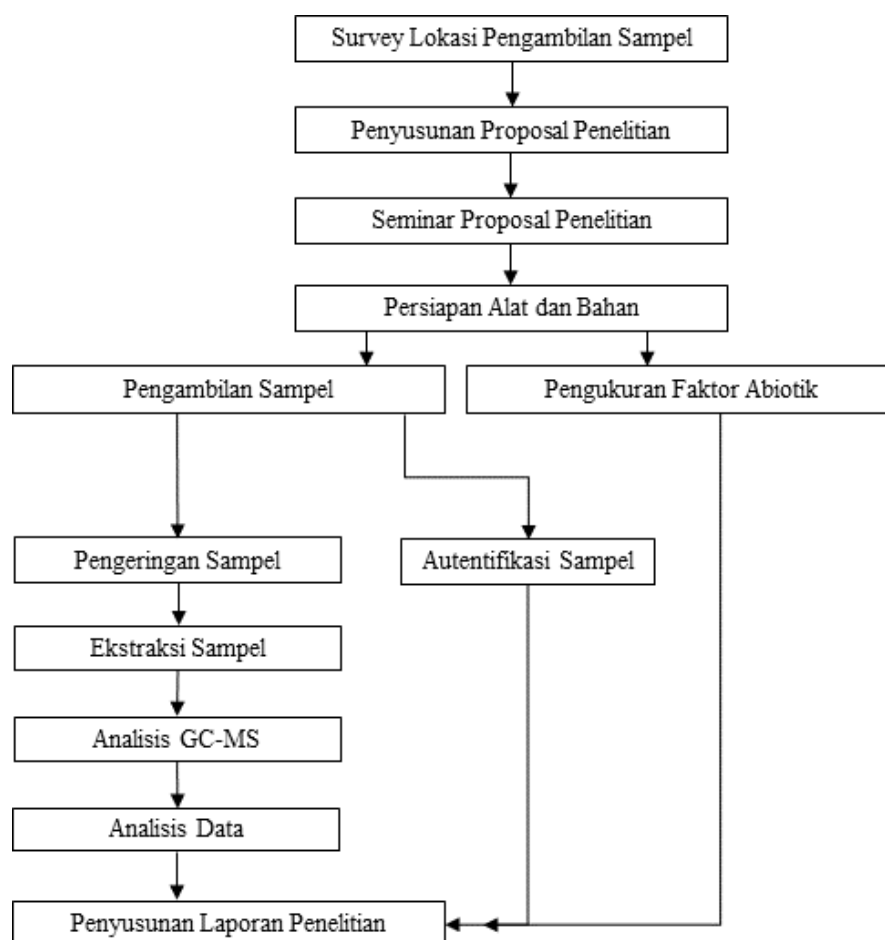 Survey Lokasi Pengambilan Sampel
Penyusunan Proposal Penelitian
Seminar Proposal Penelitian
Persiapan Alat dan Bahan
Pengambilan Sampel
Pengukuran Faktor Abiotik
Pengeringan Sampel
Autentifikasi Sampel
Ekstraksi Sampel
Analisis GC-MS
Analisis Data
Penyusunan Laporan Penelitian